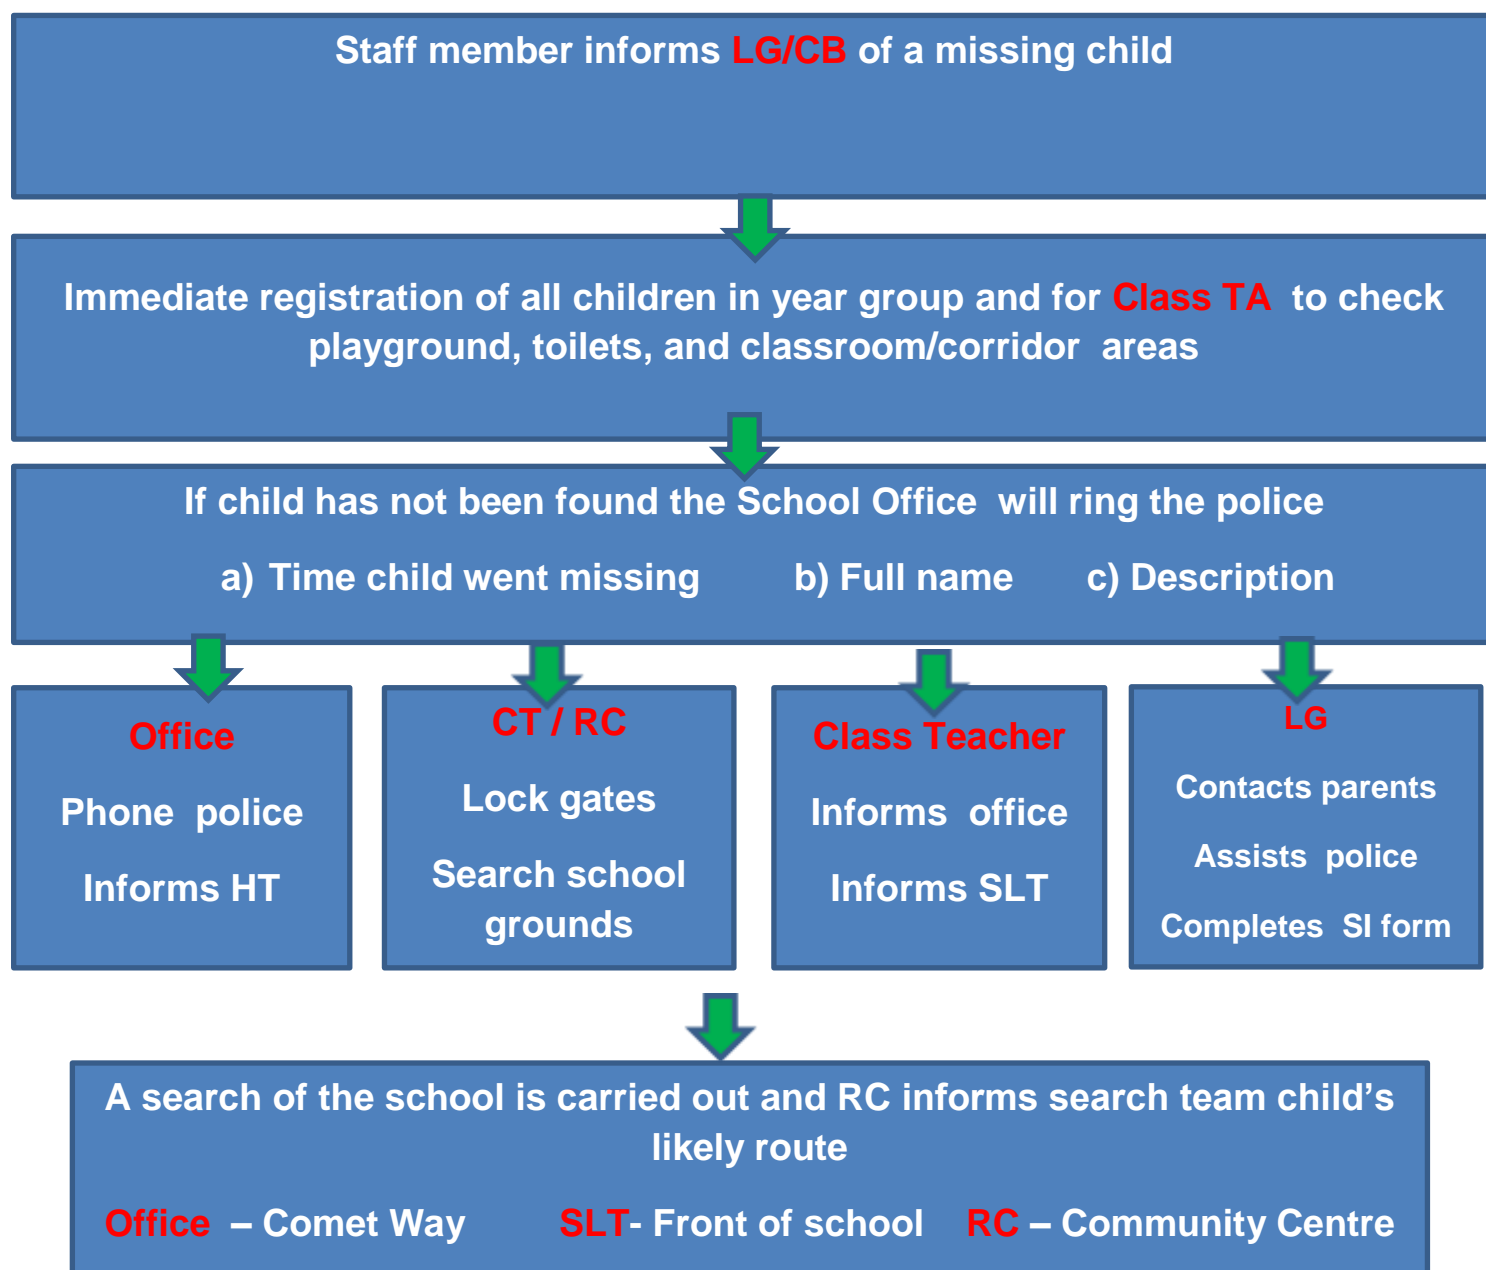 Staff member informs LG/CB of a missing child
Immediate registration of all children in year group and for Class TA to check
playground, toilets, and classroom/corridor areas
If child has not been found the School Office will ring the police
a) Time child went missing b) Full name c) Description
Office
Phone police
Informs HT
CT / RC
Lock gates
Search school
grounds
Class Teacher
Informs office
Informs SLT
LG
Contacts parents
Assists police
Completes SI form
A search of the school is carried out and RC informs search team child's
likely route
Office – Comet Way SLT- Front of school RC – Community Centre